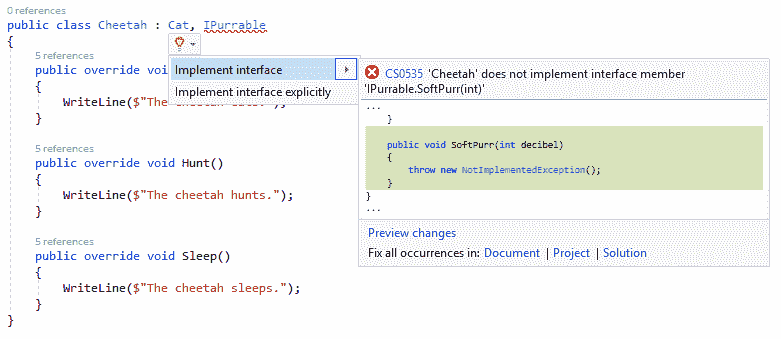 0 references
public class Cheetah : Cat, IPurrable
{
5 references
public override voi
{
WriteLine($"The
}
5 references
public override void Hunt()
{
WriteLine($"The cheetah hunts.");
}
5 references
public override void Sleep()
{
WriteLine($"The cheetah sleeps.");
}
}
Implement interface
Implement interface explicitly
CS0535 'Cheetah' does not implement interface member
'IPurrable.SoftPurr(int)'
...
}
public void SoftPurr(int decibel)
{
throw new NotImplementedException();
}
}
...
Preview changes
Fix all occurrences in: Document | Project | Solution